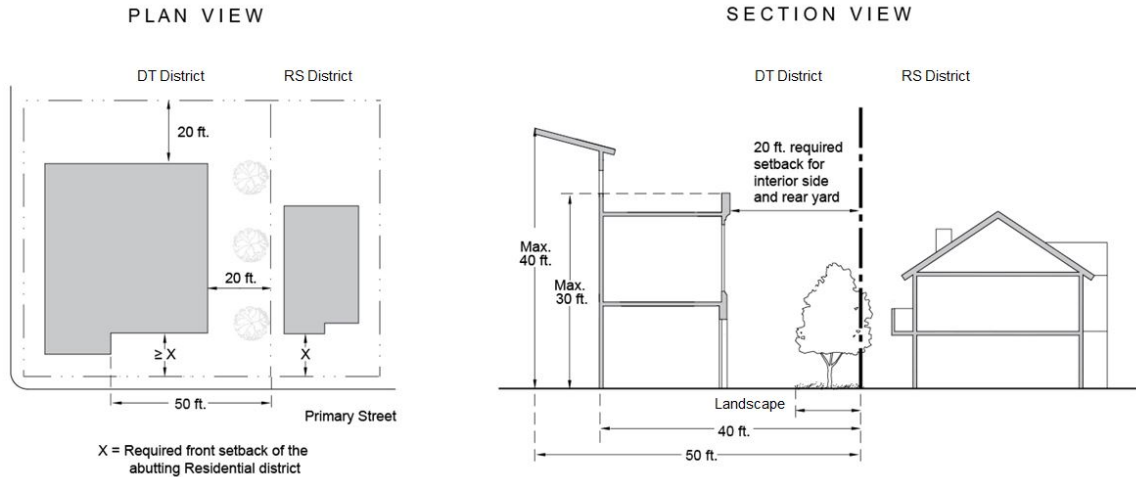 PLAN VIEW
DT District
RS District
20 ft.
20 ft.
≥ X
X
50 ft.
Primary Street
X = Required front setback of the
abutting Residential district
SECTION VIEW
DT District
RS District
20 ft. required
setback for
interior side
and rear yard
Max.
40 ft.
Max.
30 ft.
Landscape
40 ft.
50 ft.